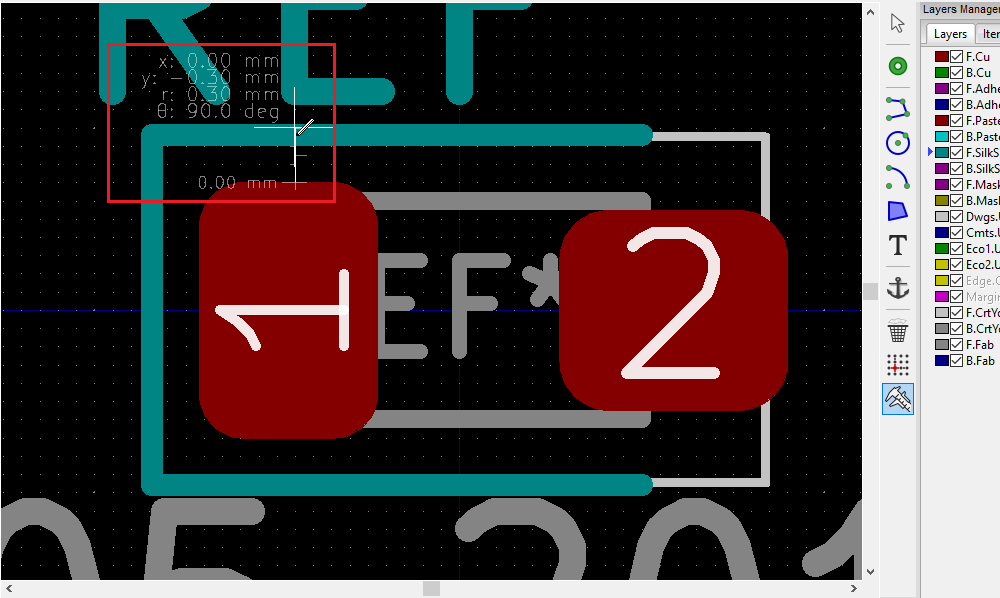 REF
x: 0.00 mm
y: -0.30 mm
r: 0.30 mm
θ: 90.0 deg
0.00 mm
1
EF*
2
Layers Manager
Layers
Iter
F.Cu
B.Cu
F.Adhe
B.Adhe
F.Paste
B.Paste
F.SilkS
B.SilkS
F.Mask
B.Mask
Dwgs.U
Cmts.U
Eco1.U
Eco2.U
Edge.C
Margin
F.CrtYd
B.CrtYd
F.Fab
B.Fab
T